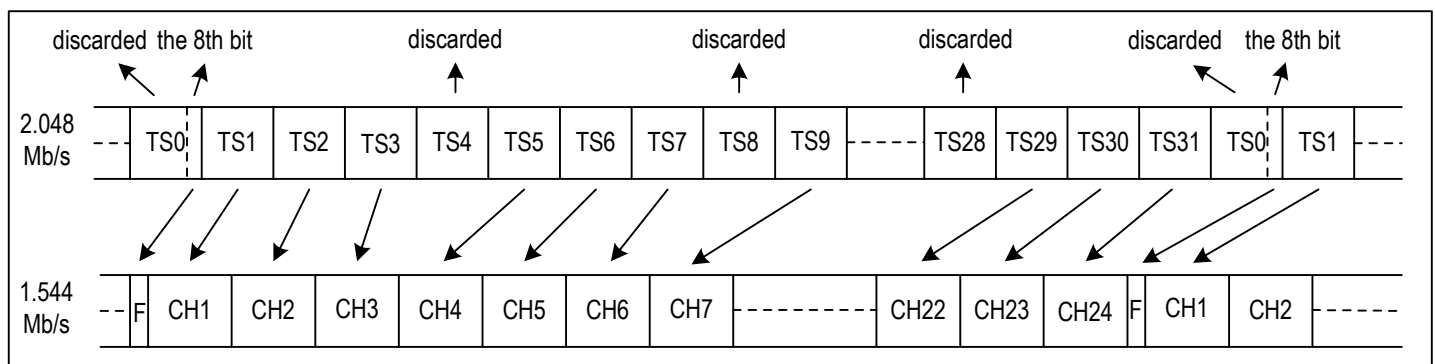 discarded the 8th bit discarded discarded discarded discarded the 8th bit
2.048
Mb/s
TS0 TS1 TS2 TS3 TS4 TS5 TS6 TS7 TS8 TS9 TS28 TS29 TS30 TS31 TS0 TS1
1.544
Mb/s
F CH1 CH2 CH3 CH4 CH5 CH6 CH7 CH22 CH23 CH24 F CH1 CH2